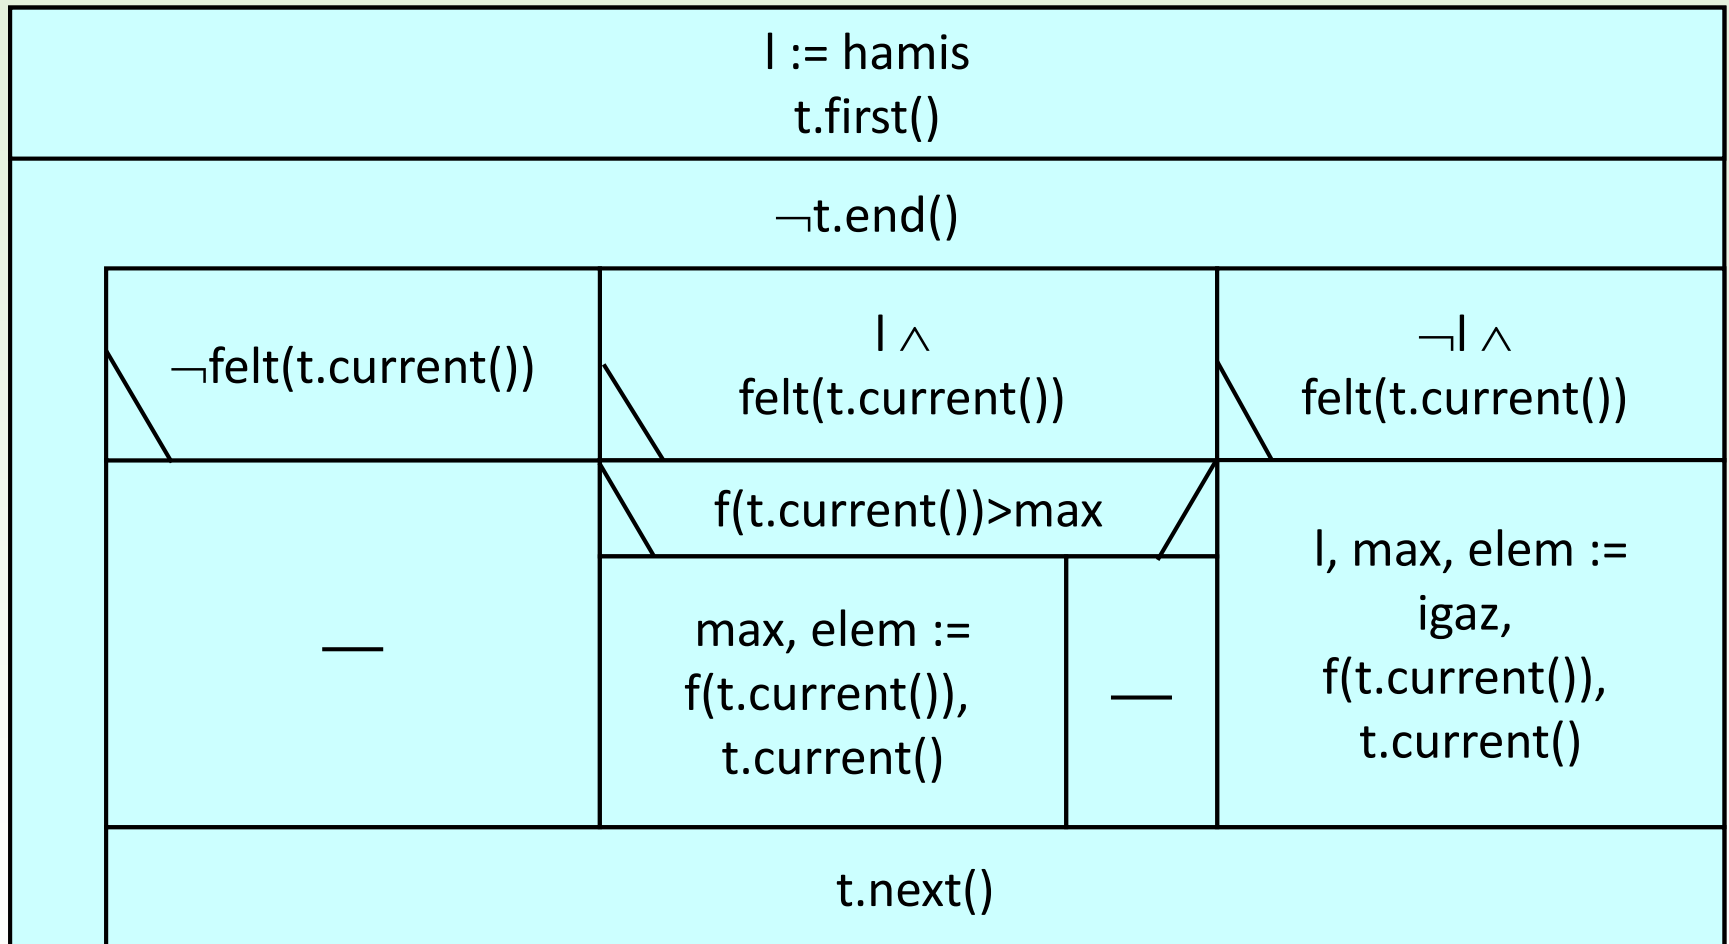 l := hamis
t.first()
¬t.end()
¬felt(t.current())
l ∧
felt(t.current())
¬l ∧
felt(t.current())
—
f(t.current())>max
max, elem :=
f(t.current()),
t.current()
—
l, max, elem :=
igaz,
f(t.current()),
t.current()
t.next()